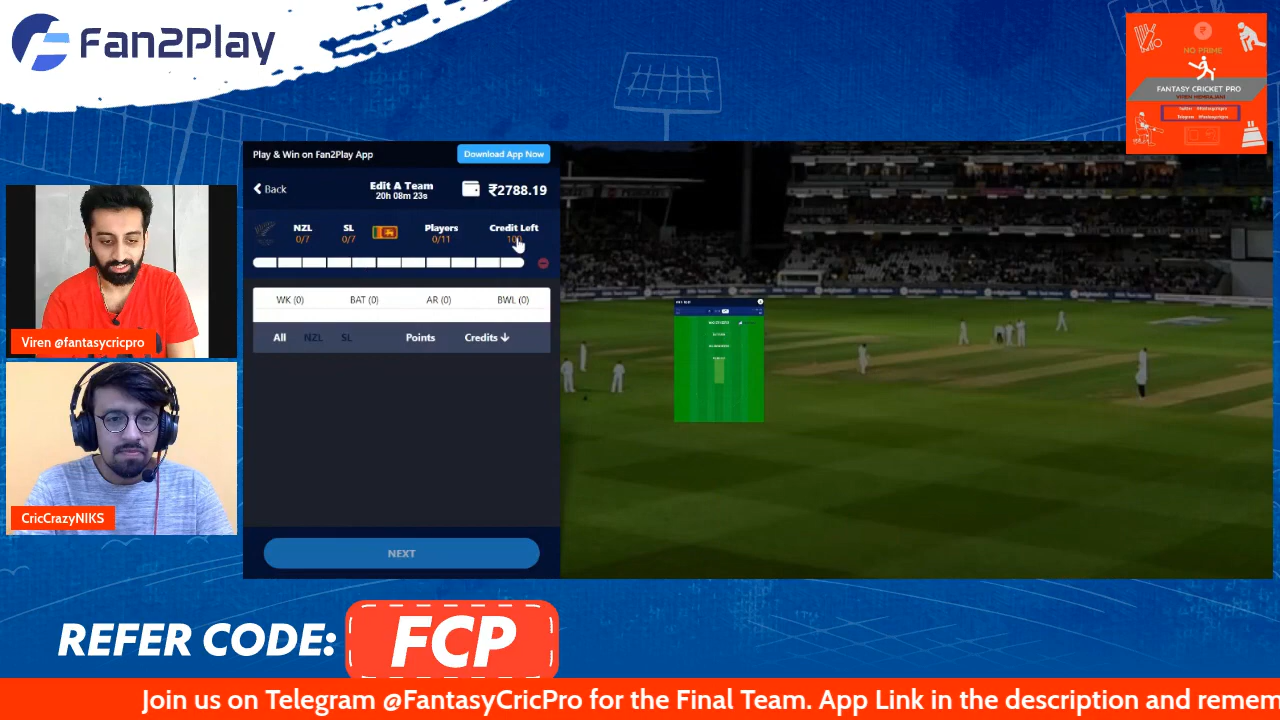 Fan2Play
NO PRIME
FANTASY CRICKET PRO
VIREN HEMRAJANI
Play & Win on Fan2Play App
Download App Now
Back
Edit A Team
20h 08m 23s
₹2788.19
NZL
0/7
SL
0/7
Players
0/11
Credit Left
WK (0)
BAT (0)
AR (0)
BWL (0)
All
NZL
SL
Points
Credits
NEXT
Viren @fantasycricpro
CricCrazyNIKS
REFER CODE:
FCP
Join us on Telegram @FantasyCricPro for the Final Team. App Link in the description and remem